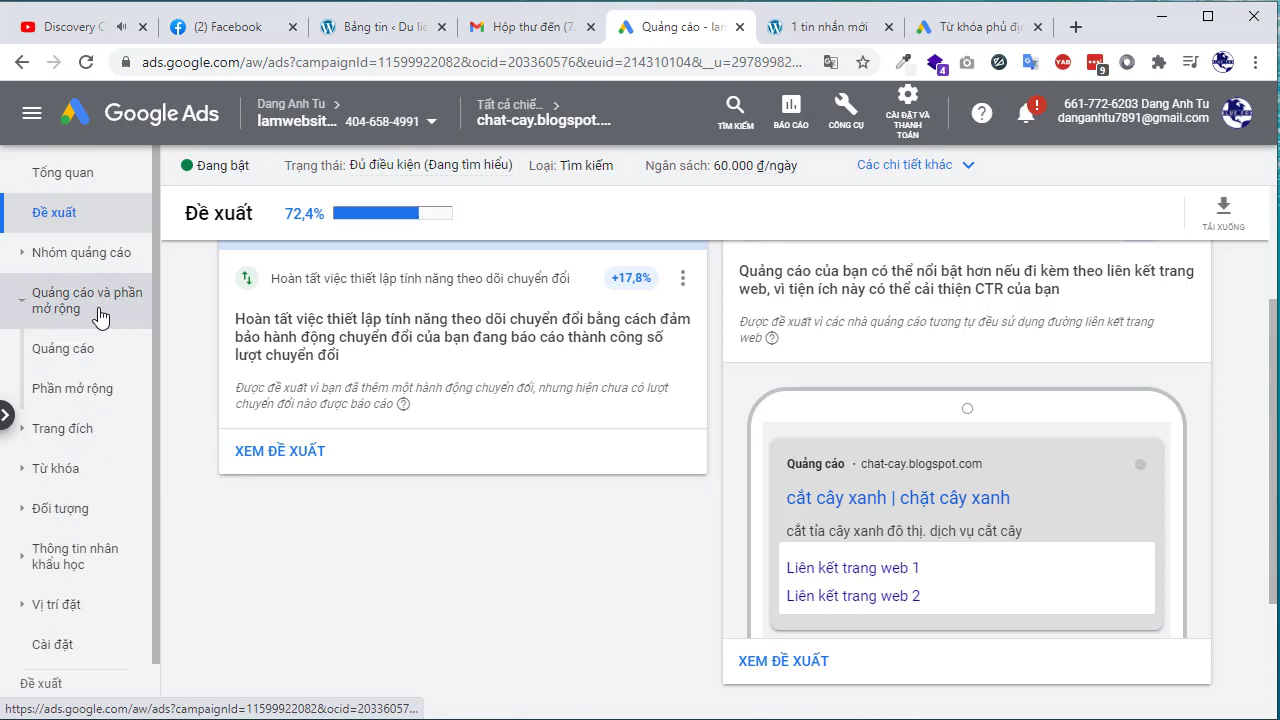 Discovery Cl
(2) Facebook
Bảng tin < Du lic
Hộp thư đến (7.
Quảng cáo - lan
1 tin nhắn mới
Từ khóa phủ địn
ads.google.com/aw/ads?campaignId=11599922082&ocid=203360576&euid=214310104&__u=29789982...
4
YAB
9
Google Ads
Dang Anh Tu
lamwebsit... 404-658-4991
Tất cả chiế...
chat-cay.blogspot....
TÌM KIẾM
BÁO CÁO
CÔNG CỤ
CÀI ĐẶT VÀ THANH TOÁN
!
661-772-6203 Dang Anh Tu
danganhtu7891@gmail.com
Đang bật
Trạng thái: Đủ điều kiện (Đang tìm hiểu)
Loại: Tìm kiếm
Ngân sách: 60.000 ₫/ngày
Các chi tiết khác
Đề xuất
72,4%
TẢI XUỐNG
Tổng quan
Đề xuất
Nhóm quảng cáo
Quảng cáo và phần
mở rộng
Quảng cáo
Phần mở rộng
Trang đích
Từ khóa
Đối tượng
Thông tin nhân
khẩu học
Vị trí đặt
Cài đặt
Đề xuất
Hoàn tất việc thiết lập tính năng theo dõi chuyển đổi
+17,8%
Hoàn tất việc thiết lập tính năng theo dõi chuyển đổi bằng cách đảm
bảo hành động chuyển đổi của bạn đang báo cáo thành công số
lượt chuyển đổi
Được đề xuất vì bạn đã thêm một hành động chuyển đổi, nhưng hiện chưa có lượt
chuyển đổi nào được báo cáo
XEM ĐỀ XUẤT
Quảng cáo của bạn có thể nổi bật hơn nếu đi kèm theo liên kết trang
web, vì tiện ích này có thể cải thiện CTR của bạn
Được đề xuất vì các nhà quảng cáo tương tự đều sử dụng đường liên kết trang
web
Quảng cáo · chat-cay.blogspot.com
cắt cây xanh | chặt cây xanh
cắt tỉa cây xanh đô thị. dịch vụ cắt cây
Liên kết trang web 1
Liên kết trang web 2
XEM ĐỀ XUẤT
https://ads.google.com/aw/ads?campaignId=11599922082&ocid=20336057...